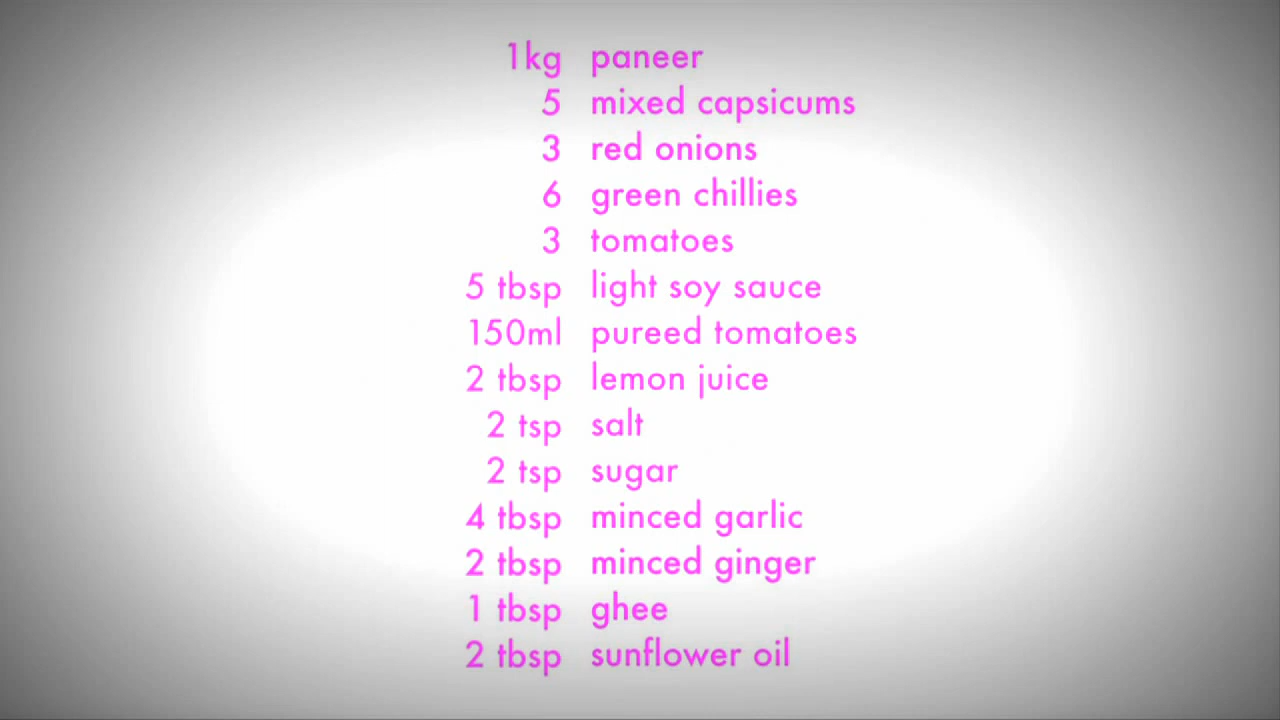 1kg paneer
5 mixed capsicums
3 red onions
6 green chillies
3 tomatoes
5 tbsp light soy sauce
150ml pureed tomatoes
2 tbsp lemon juice
2 tsp salt
2 tsp sugar
4 tbsp minced garlic
2 tbsp minced ginger
1 tbsp ghee
2 tbsp sunflower oil